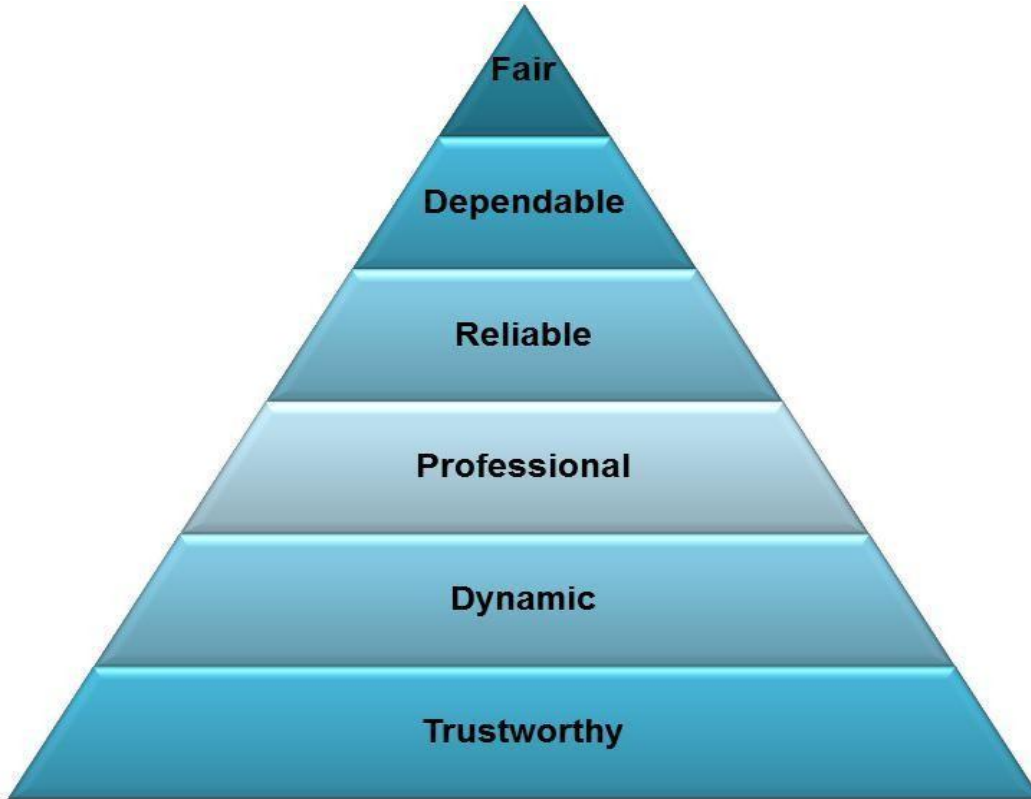 Fair
Dependable
Reliable
Professional
Dynamic
Trustworthy